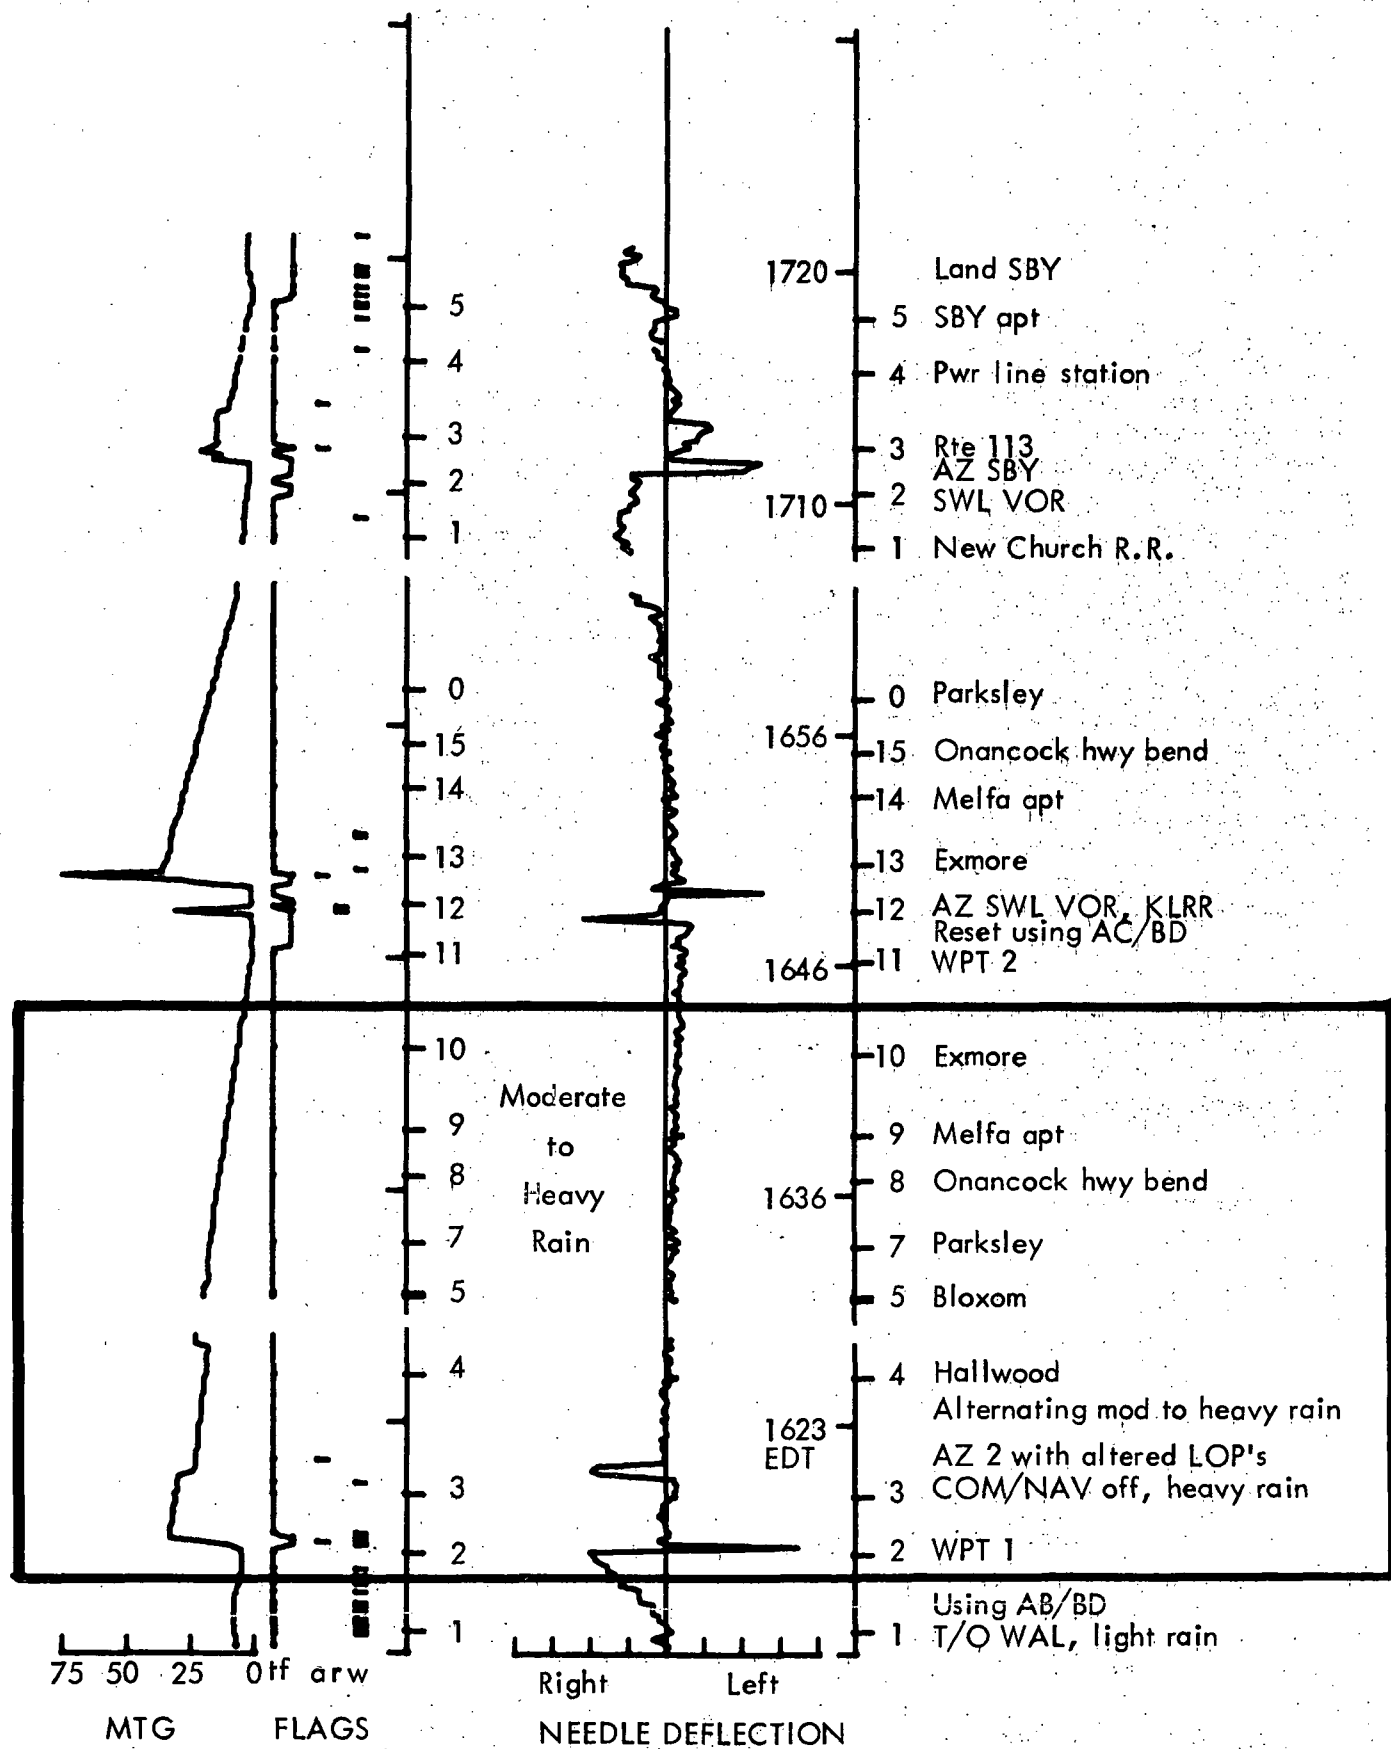 1720 Land SBY
5 5 SBY apt
4 4 Pwr line station
3 3 Rte 113
AZ SBY
2 2 SWL VOR
1710
1 1 New Church R.R.
0 0 Parksley
1656
15 15 Onancock hwy bend
14 14 Melfa apt
13 13 Exmore
12 12 AZ SWL VOR, KLRR
Reset using AC/BD
11 1646 11 WPT 2
10 10 Exmore
Moderate
9 9 Melfa apt
to
8 8 Onancock hwy bend
Heavy
1636
7 Rain 7 Parksley
5 5 Bloxom
4 4 Hallwood
Alternating mod to heavy rain
1623
EDT AZ 2 with altered LOP's
3 3 COM/NAV off, heavy rain
2 2 WPT 1
Using AB/BD
1 1 T/O WAL, light rain
75 50 25 0 tf arw Right Left
MTG FLAGS NEEDLE DEFLECTION